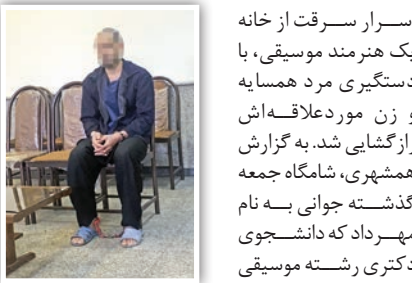 اسرار سرقت از خانه
یک هنرمند موسیقی، با
دستگیری مرد همسایه
و زن موردعلاقه‌اش
رازگشایی شد. به گزارش
همشهری، شامگاه جمعه
گذشته جوانی به نام
مهرداد که دانشجوی
دکتری رشته موسیقی